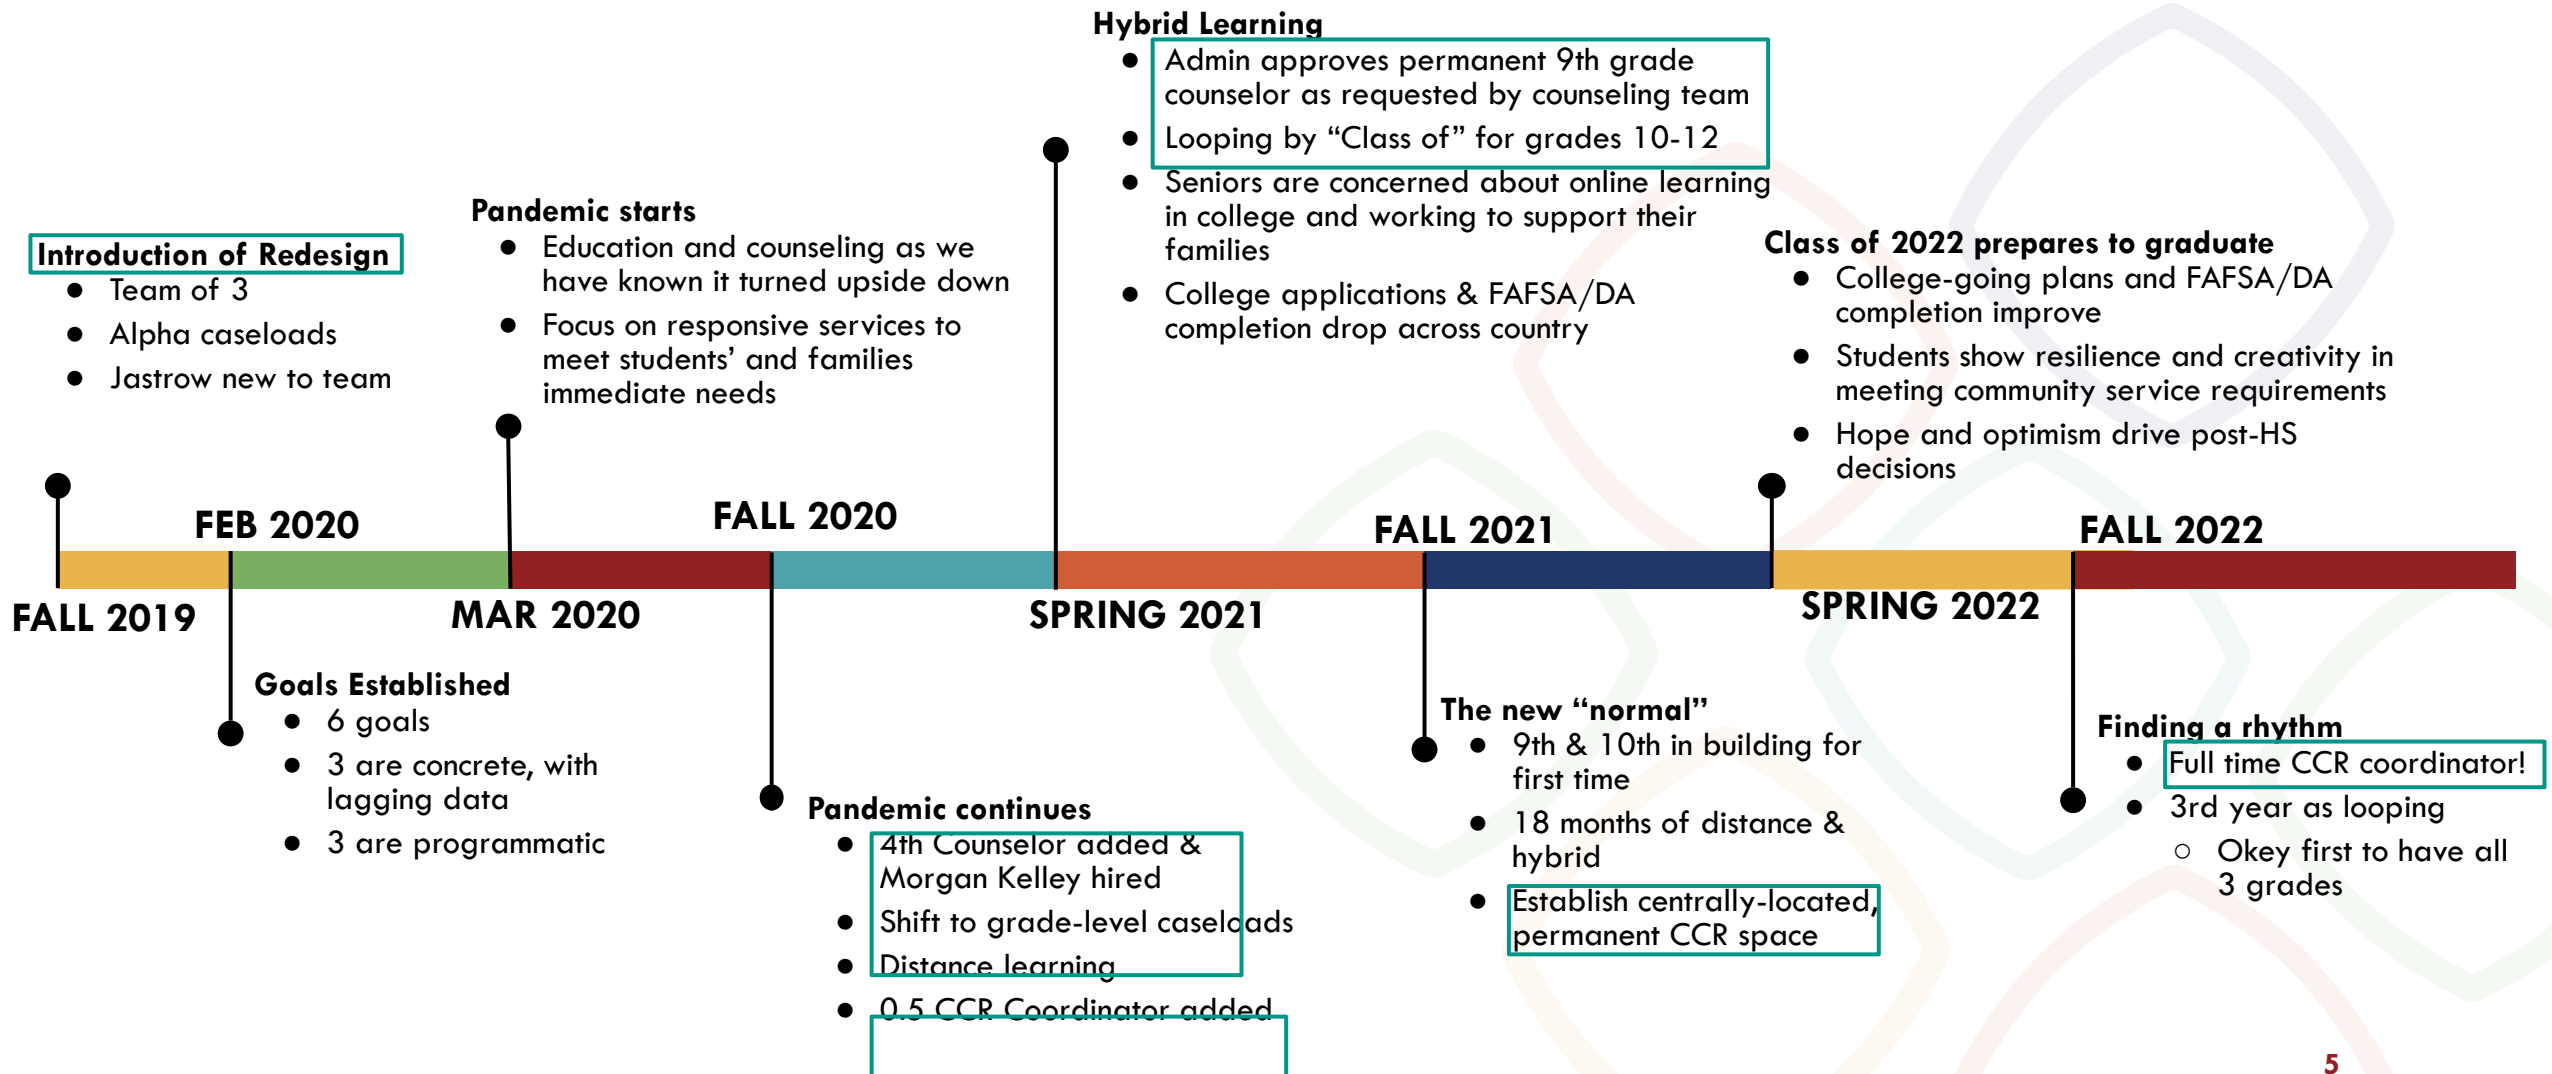 Hybrid Learning
● Admin approves permanent 9th grade
counselor as requested by counseling team
● Looping by “Class of” for grades 10-12
● Seniors are concerned about online learning
in college and working to support their
families
● College applications & FAFSA/DA
completion drop across country
Pandemic starts
● Education and counseling as we
have known it turned upside down
● Focus on responsive services to
meet students’ and families
immediate needs
Introduction of Redesign
● Team of 3
● Alpha caseloads
● Jastrow new to team
Class of 2022 prepares to graduate
● College-going plans and FAFSA/DA
completion improve
● Students show resilience and creativity in
meeting community service requirements
● Hope and optimism drive post-HS
decisions
FEB 2020
FALL 2020
FALL 2021
FALL 2022
FALL 2019
MAR 2020
SPRING 2021
SPRING 2022
Goals Established
● 6 goals
● 3 are concrete, with
lagging data
● 3 are programmatic
Pandemic continues
● 4th Counselor added &
Morgan Kelley hired
● Shift to grade-level caseloads
● Distance learning
● 0.5 CCR Coordinator added
The new “normal”
● 9th & 10th in building for
first time
● 18 months of distance &
hybrid
● Establish centrally-located,
permanent CCR space
Finding a rhythm
● Full time CCR coordinator!
● 3rd year as looping
○ Okey first to have all
3 grades
5